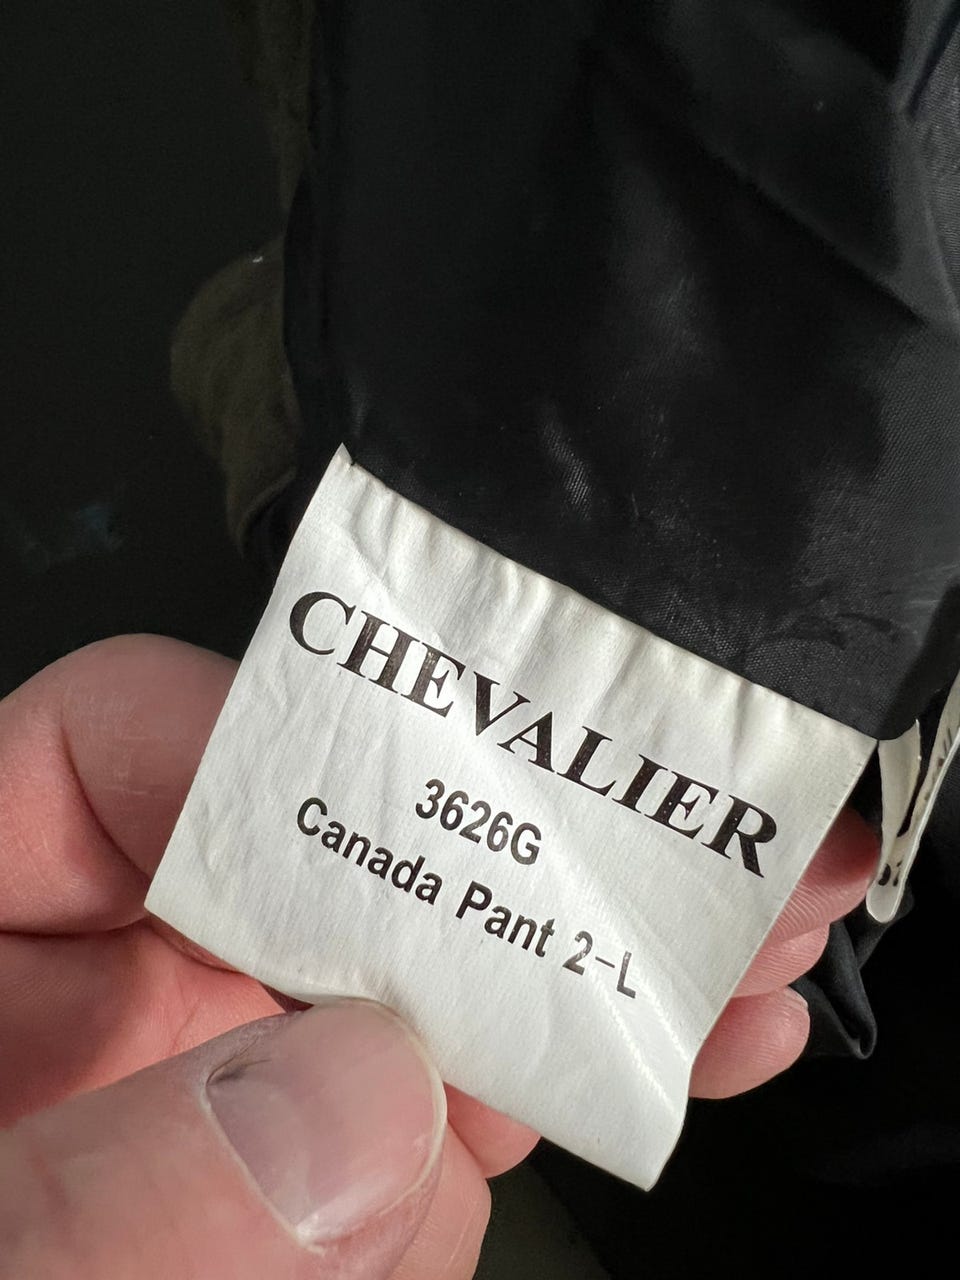 CHEVALIER
3626G
Canada Pant 2-L